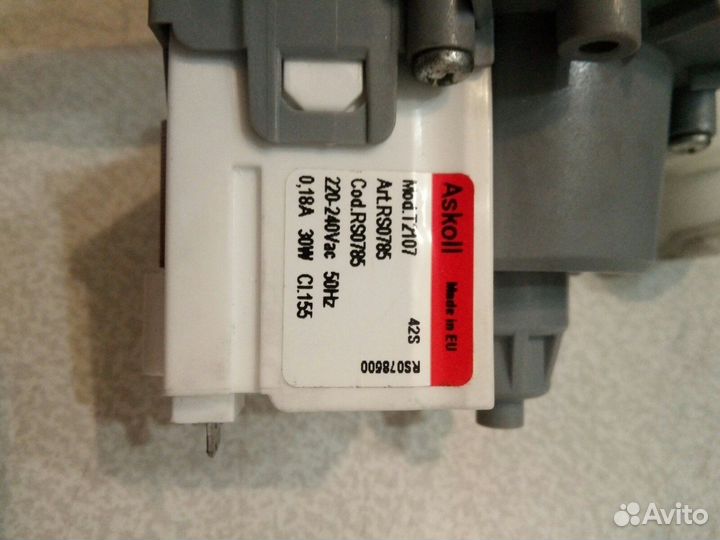 Askoll Made in EU
Mod.T2107 42S
Art.RS0785
Cod.RS0785
220-240Vac 50Hz
0,18A 30W Cl.155
RS078600
Avito